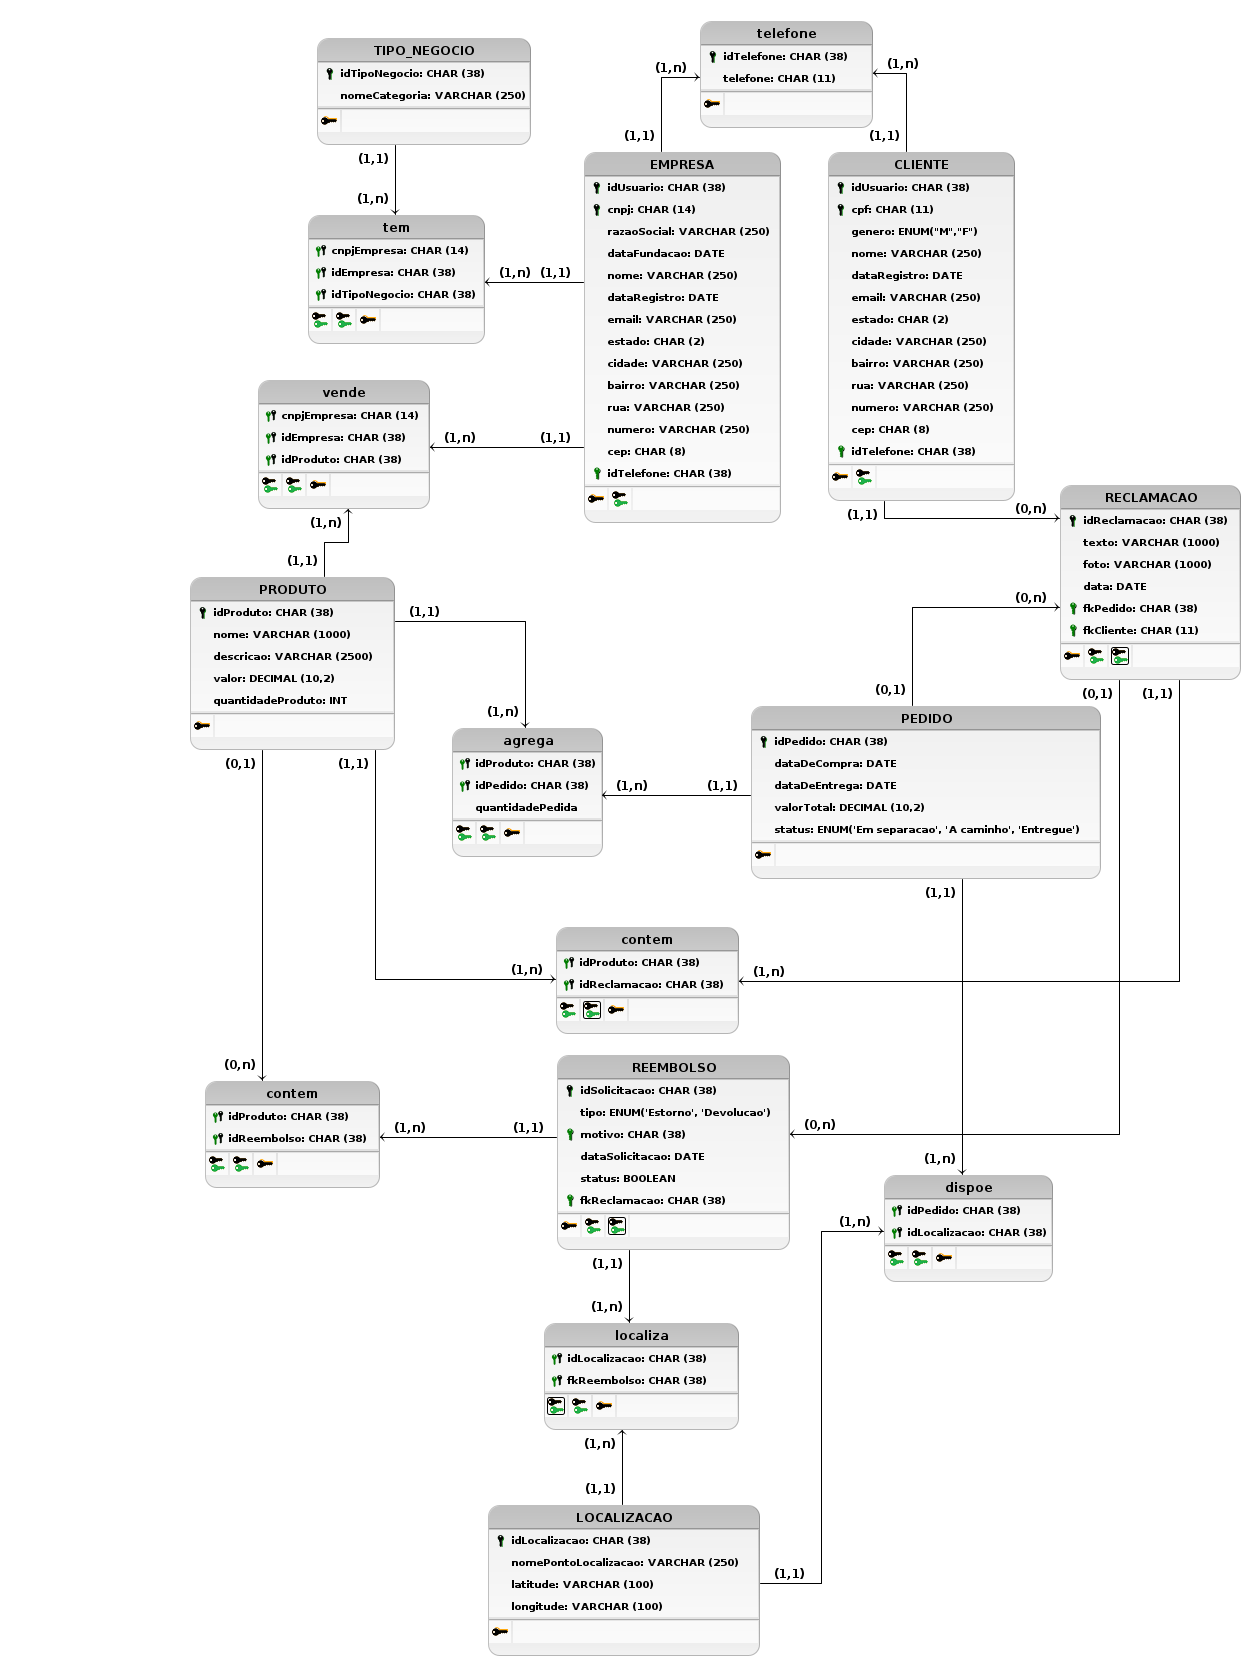 telefone
idTelefone: CHAR (38)
telefone: CHAR (11)
TIPO_NEGOCIO
idTipoNegocio: CHAR (38)
nomeCategoria: VARCHAR (250)
(1,n)
(1,n)
(1,1)
(1,1)
(1,1)
(1,n)
EMPRESA
idUsuario: CHAR (38)
cnpj: CHAR (14)
razaoSocial: VARCHAR (250)
dataFundacao: DATE
nome: VARCHAR (250)
dataRegistro: DATE
email: VARCHAR (250)
estado: CHAR (2)
cidade: VARCHAR (250)
bairro: VARCHAR (250)
rua: VARCHAR (250)
numero: VARCHAR (250)
cep: CHAR (8)
idTelefone: CHAR (38)
CLIENTE
idUsuario: CHAR (38)
cpf: CHAR (11)
genero: ENUM("M","F")
nome: VARCHAR (250)
dataRegistro: DATE
email: VARCHAR (250)
estado: CHAR (2)
cidade: VARCHAR (250)
bairro: VARCHAR (250)
rua: VARCHAR (250)
numero: VARCHAR (250)
cep: CHAR (8)
idTelefone: CHAR (38)
tem
cnpjEmpresa: CHAR (14)
idEmpresa: CHAR (38)
idTipoNegocio: CHAR (38)
(1,n) (1,1)
vende
cnpjEmpresa: CHAR (14)
idEmpresa: CHAR (38)
idProduto: CHAR (38)
(1,n) (1,1)
(1,n)
(1,1)
(1,1)
(0,n)
RECLAMACAO
idReclamacao: CHAR (38)
texto: VARCHAR (1000)
foto: VARCHAR (1000)
data: DATE
fkPedido: CHAR (38)
fkCliente: CHAR (11)
(0,n)
(0,1)
(0,1)
(1,1)
PRODUTO
idProduto: CHAR (38)
nome: VARCHAR (1000)
descricao: VARCHAR (2500)
valor: DECIMAL (10,2)
quantidadeProduto: INT
(1,1)
(1,n)
(0,1)
(1,1)
agrega
idProduto: CHAR (38)
idPedido: CHAR (38)
quantidadePedida
(1,n) (1,1)
PEDIDO
idPedido: CHAR (38)
dataDeCompra: DATE
dataDeEntrega: DATE
valorTotal: DECIMAL (10,2)
status: ENUM('Em separacao', 'A caminho', 'Entregue')
(1,1)
contem
idProduto: CHAR (38)
idReclamacao: CHAR (38)
(1,n)
(1,n)
(0,n)
contem
idProduto: CHAR (38)
idReembolso: CHAR (38)
(1,n) (1,1)
REEMBOLSO
idSolicitacao: CHAR (38)
tipo: ENUM('Estorno', 'Devolucao')
motivo: CHAR (38)
dataSolicitacao: DATE
status: BOOLEAN
fkReclamacao: CHAR (38)
(0,n)
(1,n)
dispoe
idPedido: CHAR (38)
idLocalizacao: CHAR (38)
(1,n)
(1,1)
(1,n)
localiza
idLocalizacao: CHAR (38)
fkReembolso: CHAR (38)
(1,n)
(1,1)
LOCALIZACAO
idLocalizacao: CHAR (38)
nomePontoLocalizacao: VARCHAR (250)
latitude: VARCHAR (100)
longitude: VARCHAR (100)
(1,1)